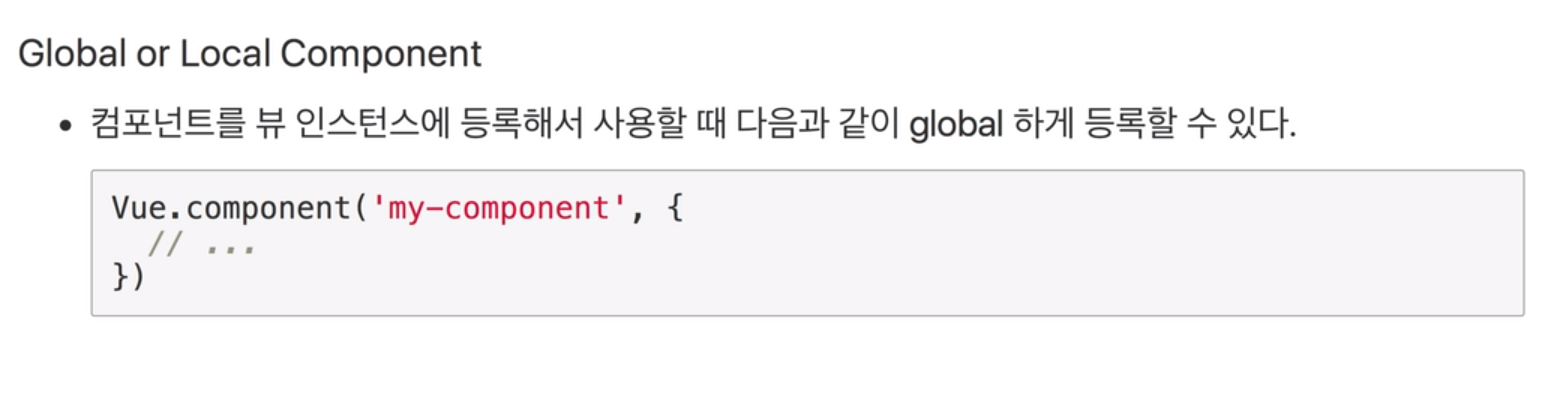 Global or Local Component
• 컴포넌트를 뷰 인스턴스에 등록해서 사용할 때 다음과 같이 global 하게 등록할 수 있다.
Vue.component('my-component', {
  // ...
})